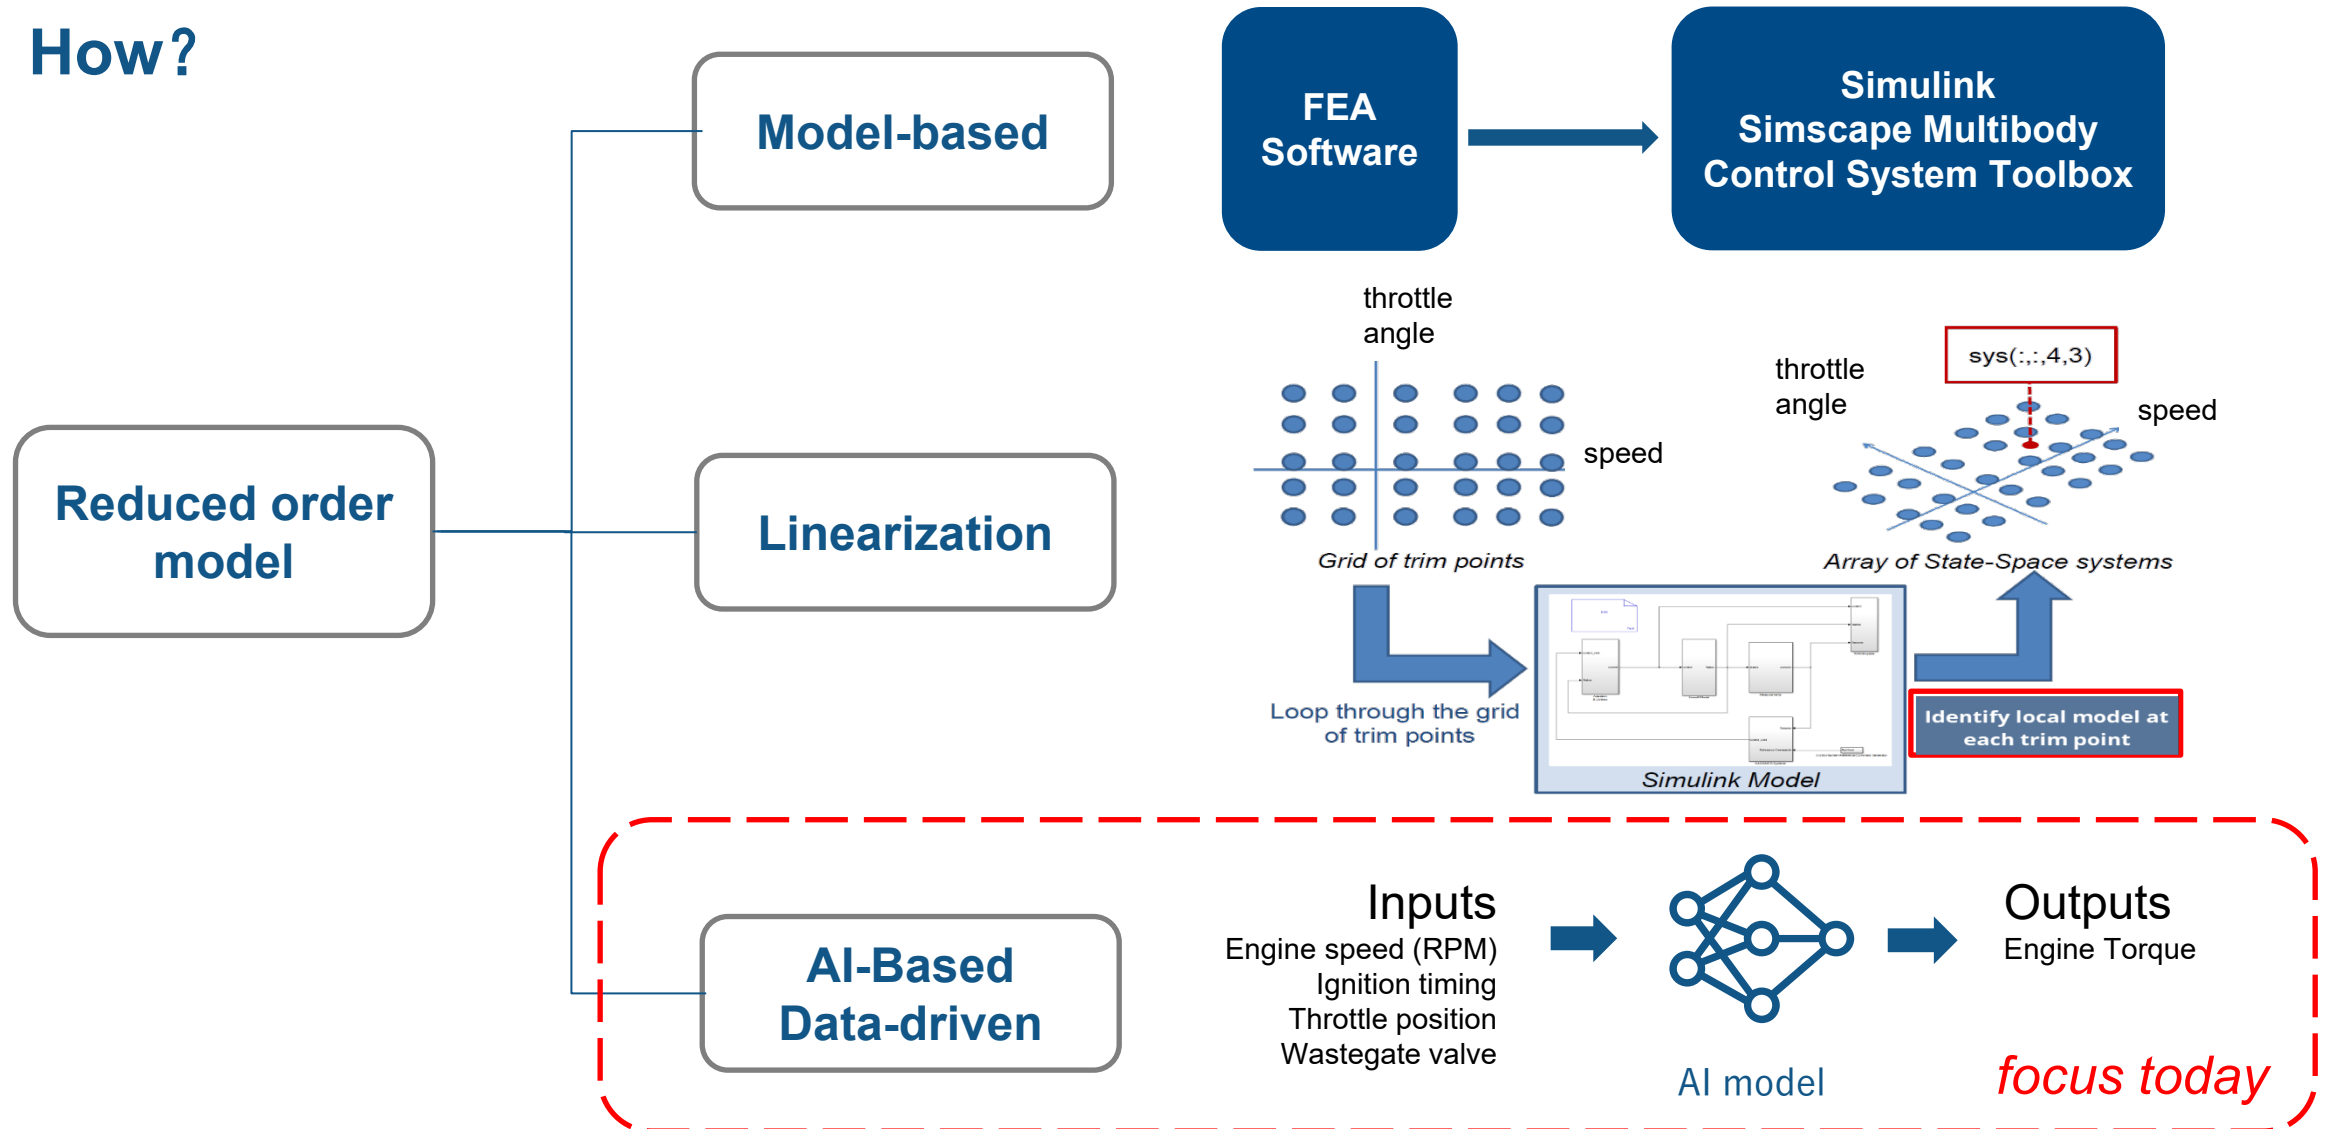 How?
Model-based
FEA
Software
Simulink
Simscape Multibody
Control System Toolbox
Reduced order
model
Linearization
throttle
angle
speed
Grid of trim points
throttle
angle
sys(:,:,4,3)
speed
Array of State-Space systems
Loop through the grid
of trim points
Simulink Model
Identify local model at
each trim point
AI-Based
Data-driven
Inputs
Engine speed (RPM)
Ignition timing
Throttle position
Wastegate valve
AI model
Outputs
Engine Torque
focus today